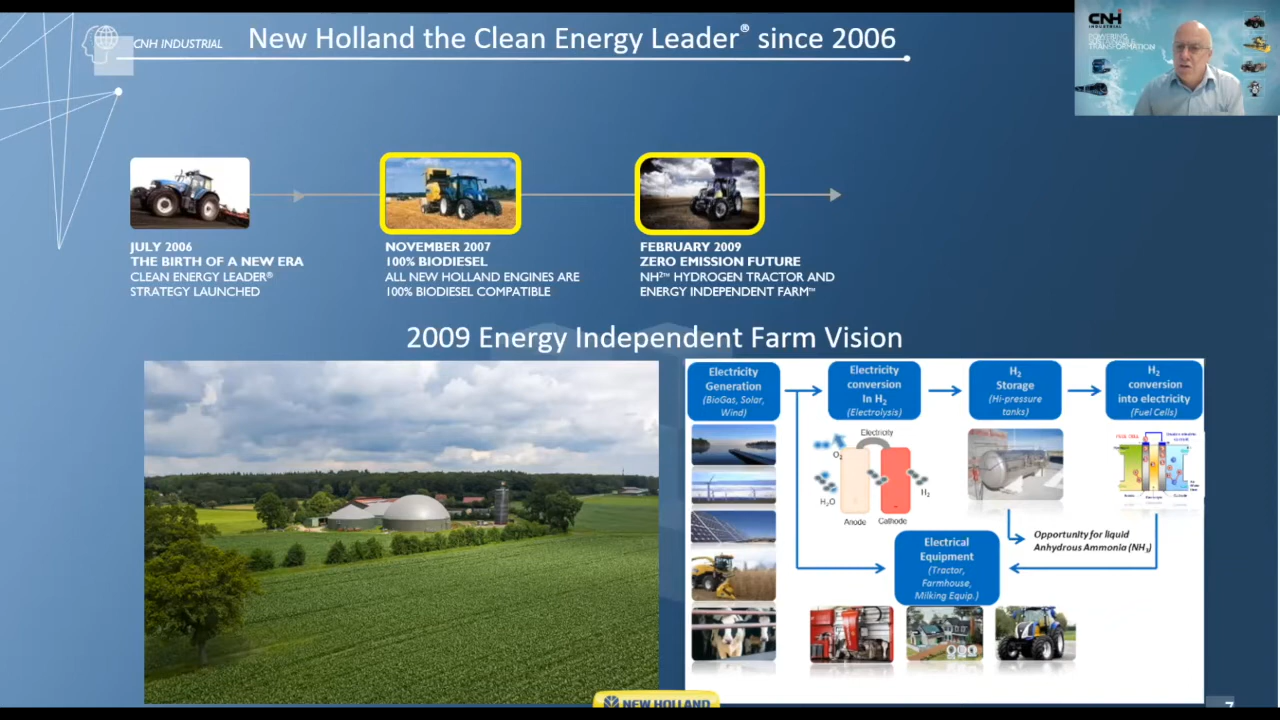 CNH INDUSTRIAL
New Holland the Clean Energy Leader® since 2006
CNH
INDUSTRIAL
JULY 2006
THE BIRTH OF A NEW ERA
CLEAN ENERGY LEADER®
STRATEGY LAUNCHED
NOVEMBER 2007
100% BIODIESEL
ALL NEW HOLLAND ENGINES ARE
100% BIODIESEL COMPATIBLE
FEBRUARY 2009
ZERO EMISSION FUTURE
NH²™ HYDROGEN TRACTOR AND
ENERGY INDEPENDENT FARM™
2009 Energy Independent Farm Vision
Electricity
Generation
(BioGas, Solar,
Wind)
Electricity
conversion
In H₂
(Electrolysis)
H₂
Storage
(Hi-pressure
tanks)
H₂
conversion
into electricity
(Fuel Cells)
Electricity
O₂
H₂O
H₂
Anode
Cathode
Opportunity for liquid
Anhydrous Ammonia (NH₃)
Electrical
Equipment
(Tractor,
Farmhouse,
Milking Equip.)
NEW HOLLAND
7